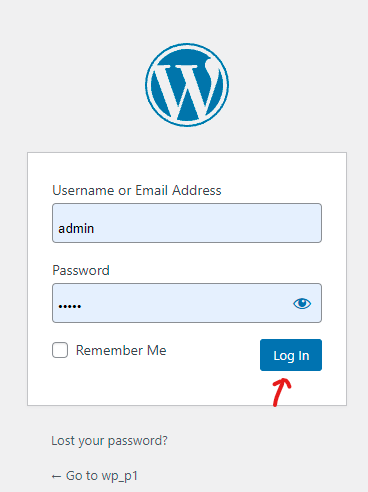 Username or Email Address
admin
Password
•••••
Remember Me
Log In
Lost your password?
← Go to wp_p1